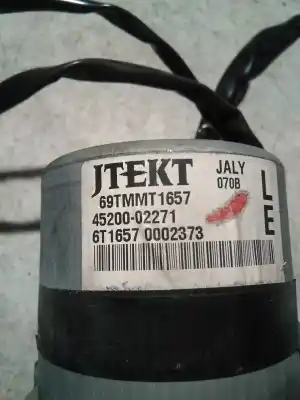 JTEKT JALY
69TMMT1657 070B
45200-02271 L
6T1657 0002373 E